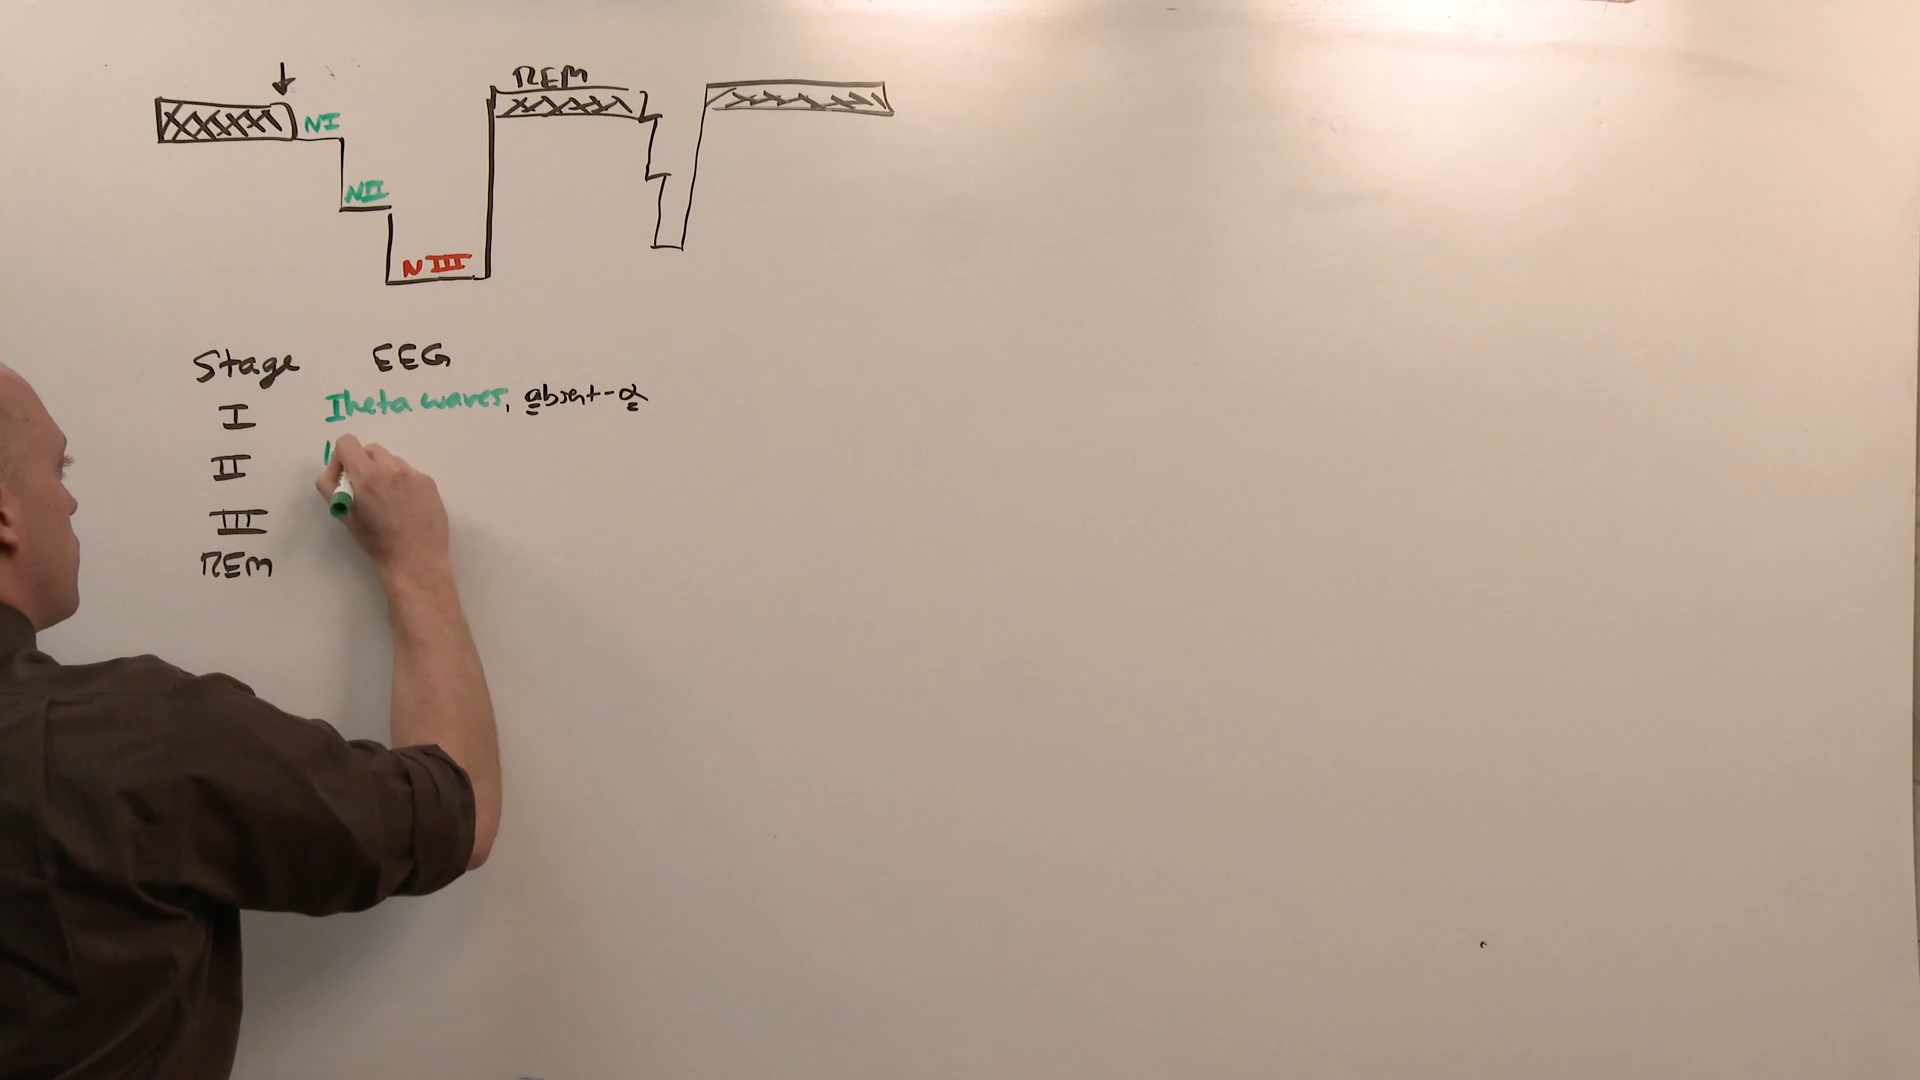 REM
NI
NII
NIII
Stage EEG
I Theta waves, absent - α
II
III
REM